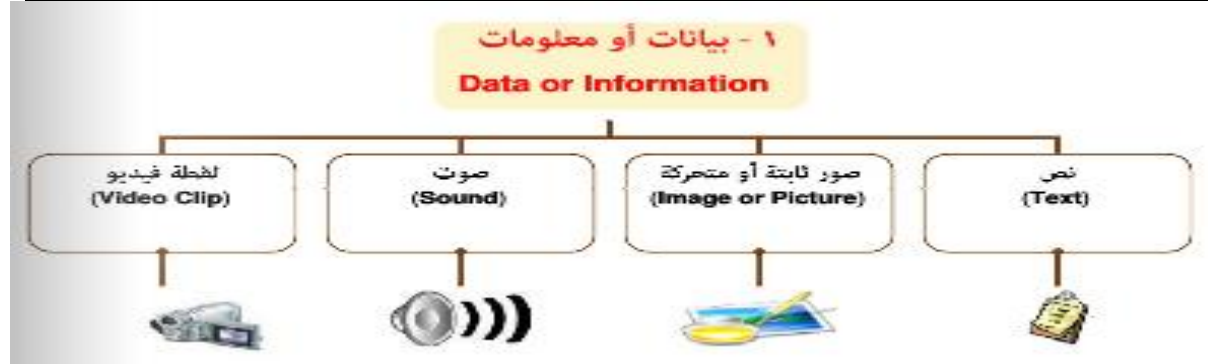 ١ - بيانات أو معلومات
Data or Information
نص
(Text)
صور ثابتة أو متحركة
(Image or Picture)
صوت
(Sound)
لقطة فيديو
(Video Clip)